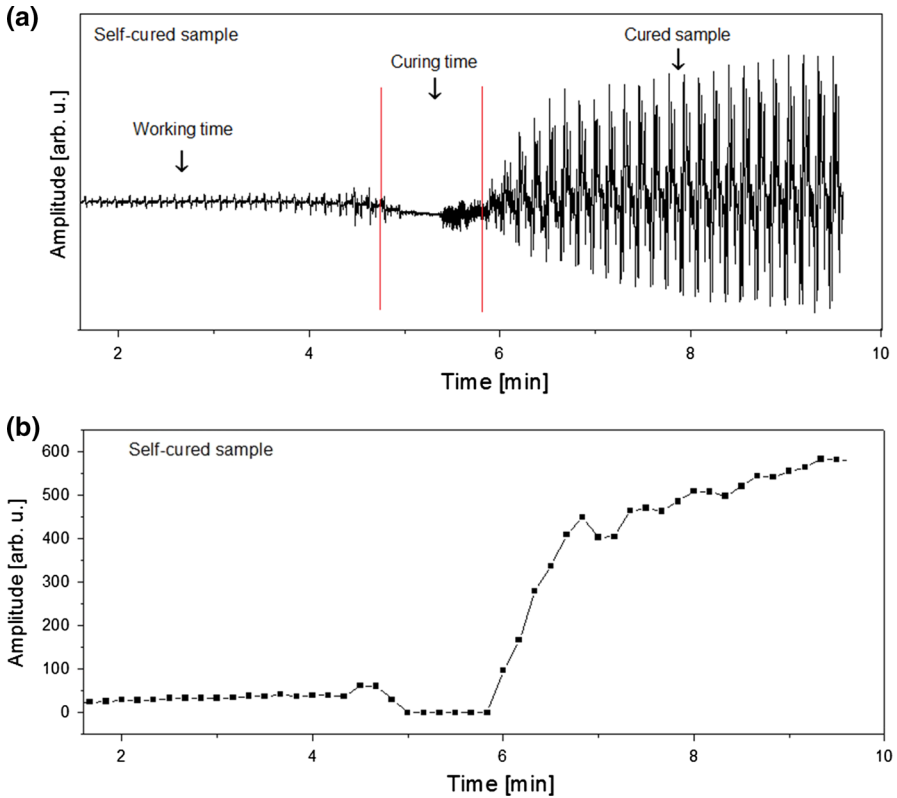 (a)
Self-cured sample
Cured sample
Curing time
Working time
Amplitude [arb. u.]
2 4 6 8 10
Time [min]
(b)
Self-cured sample
600
500
400
300
200
100
0
Amplitude [arb. u.]
2 4 6 8 10
Time [min]